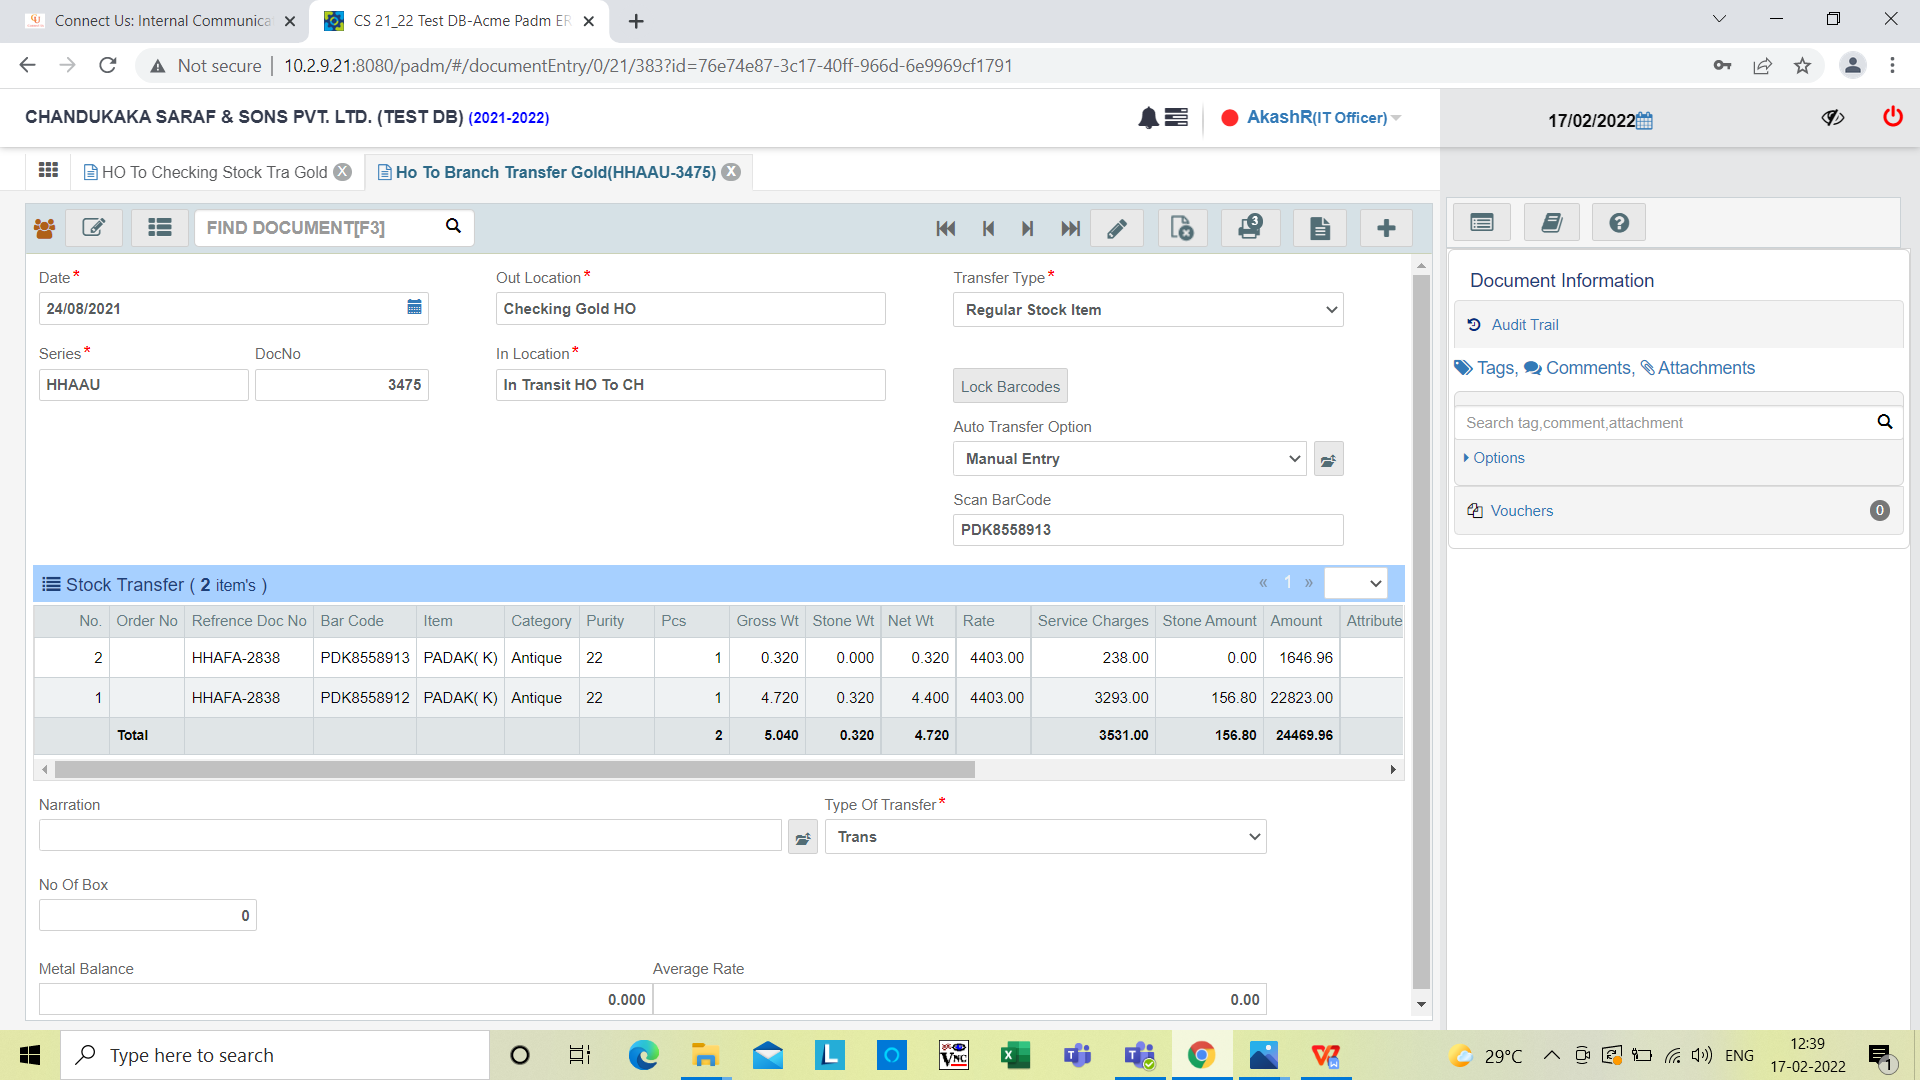 Connect Us: Internal Communica
CS 21_22 Test DB-Acme Padm ER
Not secure
10.2.9.21:8080/padm/#/documentEntry/0/21/383?id=76e74e87-3c17-40ff-966d-6e9969cf1791
CHANDUKAKA SARAF & SONS PVT. LTD. (TEST DB) (2021-2022)
AkashR(IT Officer)
17/02/2022
HO To Checking Stock Tra Gold
Ho To Branch Transfer Gold(HHAAU-3475)
FIND DOCUMENT[F3]
3
Date*
Out Location*
Transfer Type*
24/08/2021
Checking Gold HO
Regular Stock Item
Series*
DocNo
In Location*
HHAAU
3475
In Transit HO To CH
Lock Barcodes
Auto Transfer Option
Manual Entry
Scan BarCode
PDK8558913
Stock Transfer ( 2 item's )
« 1 »
No. Order No Refrence Doc No Bar Code Item Category Purity Pcs Gross Wt Stone Wt Net Wt Rate Service Charges Stone Amount Amount Attribute
2 HHAFA-2838 PDK8558913 PADAK( K) Antique 22 1 0.320 0.000 0.320 4403.00 238.00 0.00 1646.96
1 HHAFA-2838 PDK8558912 PADAK( K) Antique 22 1 4.720 0.320 4.400 4403.00 3293.00 156.80 22823.00
Total 2 5.040 0.320 4.720 3531.00 156.80 24469.96
Narration
Type Of Transfer*
Trans
No Of Box
0
Metal Balance
Average Rate
0.000
0.00
Document Information
Audit Trail
Tags, Comments, Attachments
Search tag,comment,attachment
Options
Vouchers
0
Type here to search
L
VNC
29°C
ENG
12:39
17-02-2022
1